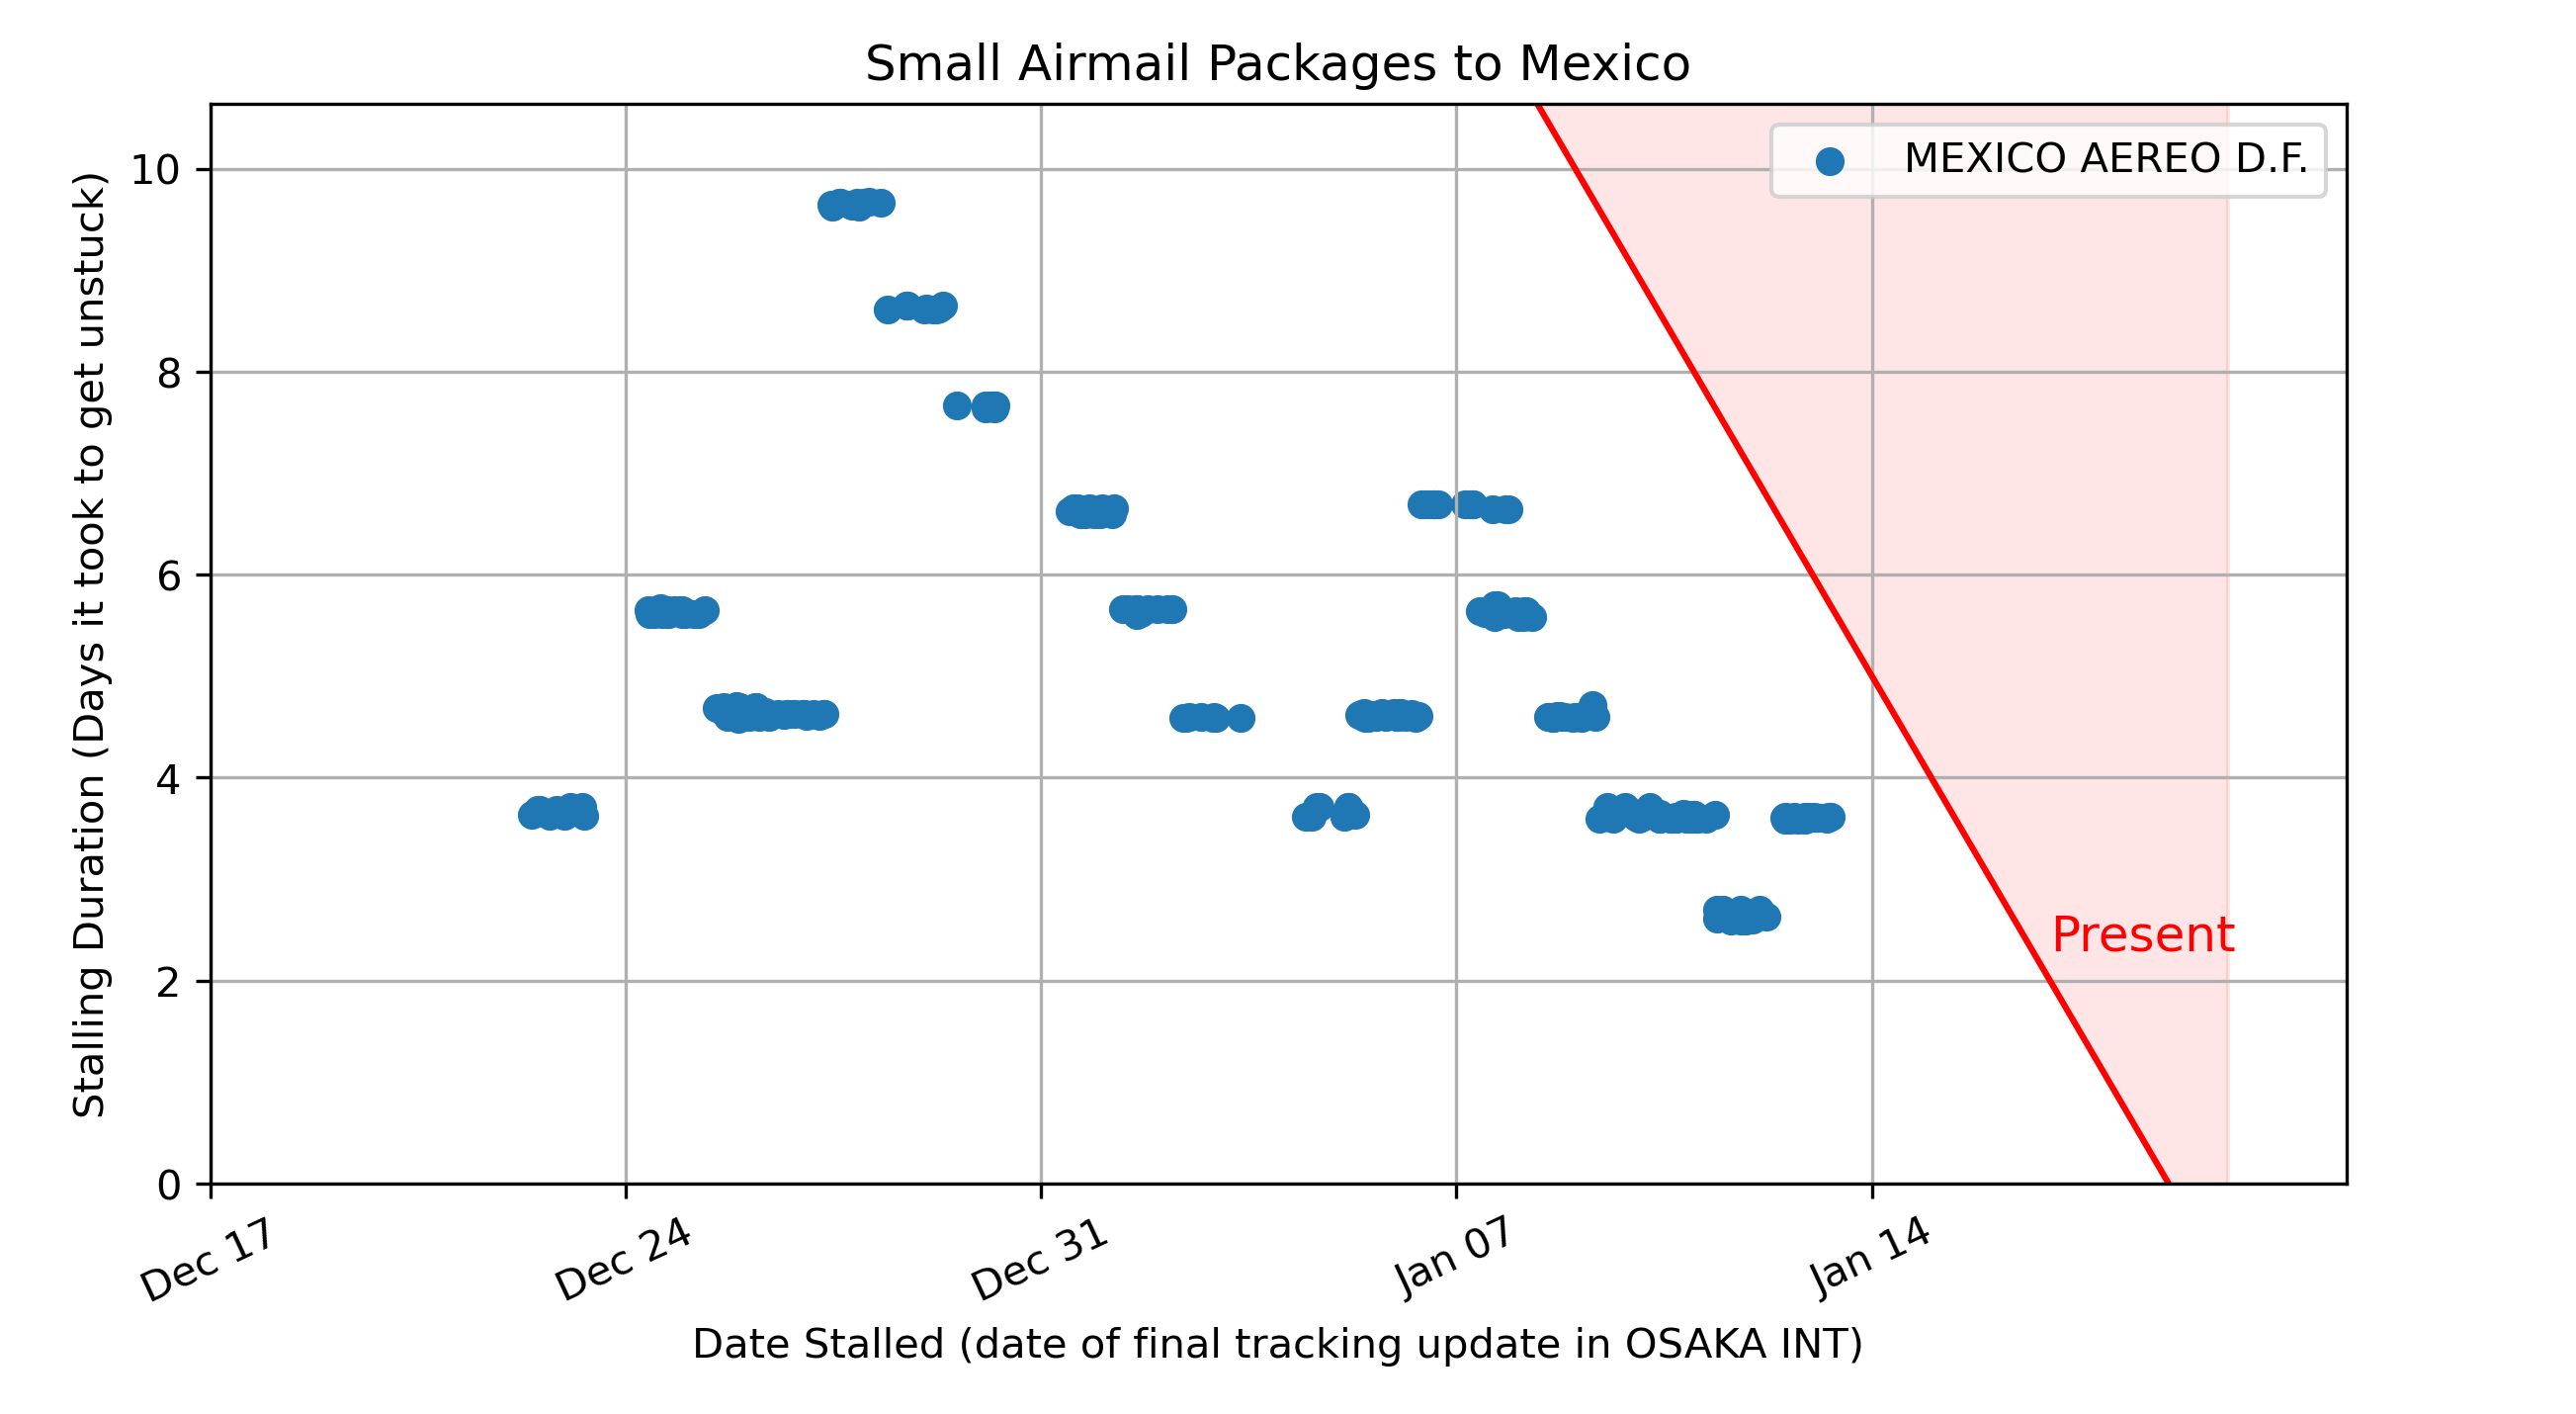 Small Airmail Packages to Mexico
MEXICO AEREO D.F.
Stalling Duration (Days it took to get unstuck)
10
8
6
4
2
0
Present
Dec 17
Dec 24
Dec 31
Jan 07
Jan 14
Date Stalled (date of final tracking update in OSAKA INT)